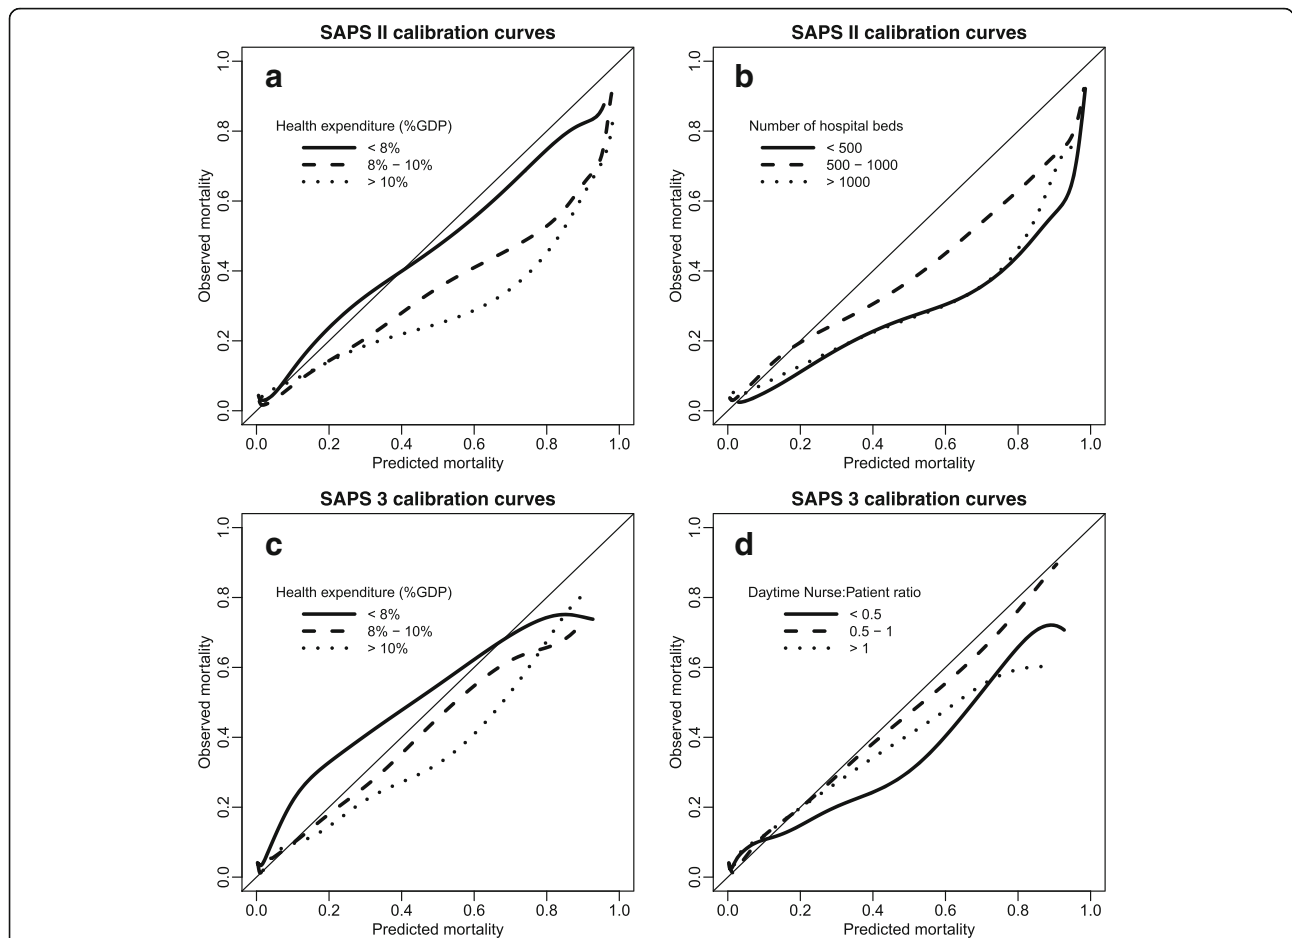 SAPS II calibration curves
a
Health expenditure (%GDP)
< 8%
8% − 10%
> 10%
Observed mortality
0.0 0.2 0.4 0.6 0.8 1.0
0.0 0.2 0.4 0.6 0.8 1.0
Predicted mortality
SAPS II calibration curves
b
Number of hospital beds
< 500
500 − 1000
> 1000
Observed mortality
0.0 0.2 0.4 0.6 0.8 1.0
0.0 0.2 0.4 0.6 0.8 1.0
Predicted mortality
SAPS 3 calibration curves
c
Health expenditure (%GDP)
< 8%
8% − 10%
> 10%
Observed mortality
0.0 0.2 0.4 0.6 0.8 1.0
0.0 0.2 0.4 0.6 0.8 1.0
Predicted mortality
SAPS 3 calibration curves
d
Daytime Nurse:Patient ratio
< 0.5
0.5 − 1
> 1
Observed mortality
0.0 0.2 0.4 0.6 0.8 1.0
0.0 0.2 0.4 0.6 0.8 1.0
Predicted mortality